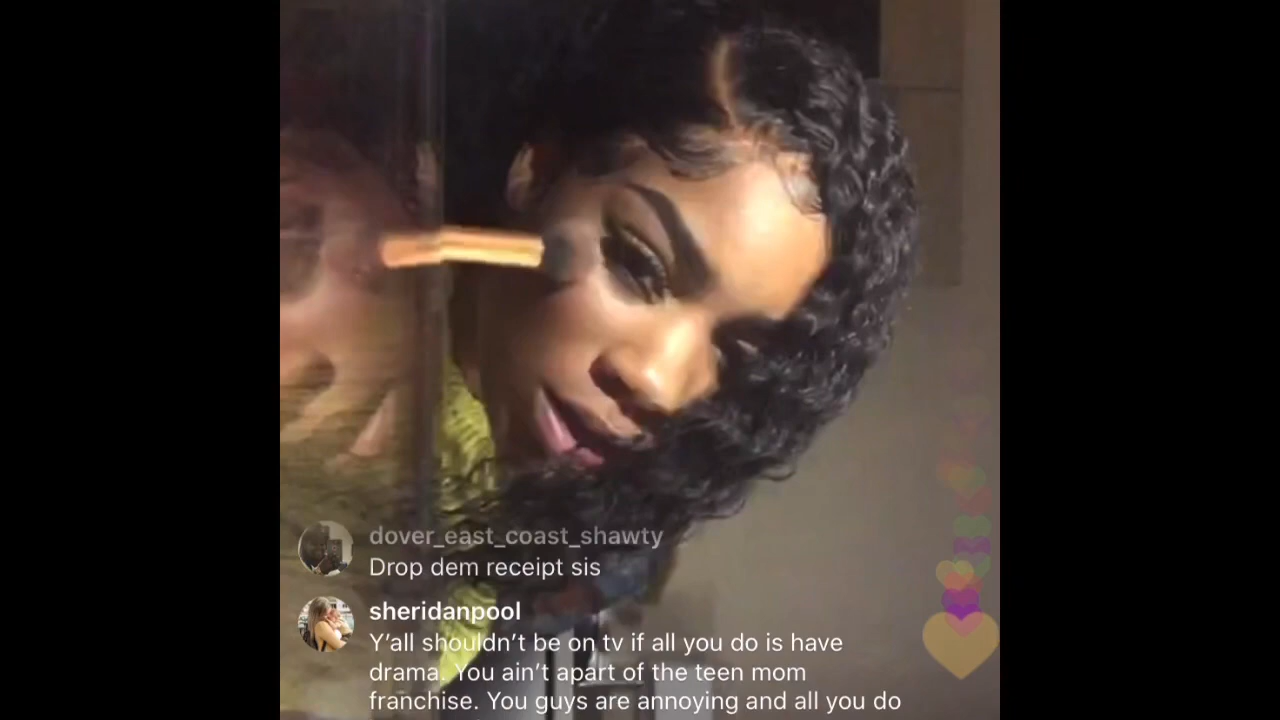 dover_east_coast_shawty
Drop dem receipt sis
sheridanpool
Y’all shouldn’t be on tv if all you do is have
drama. You ain’t apart of the teen mom
franchise. You guys are annoying and all you do